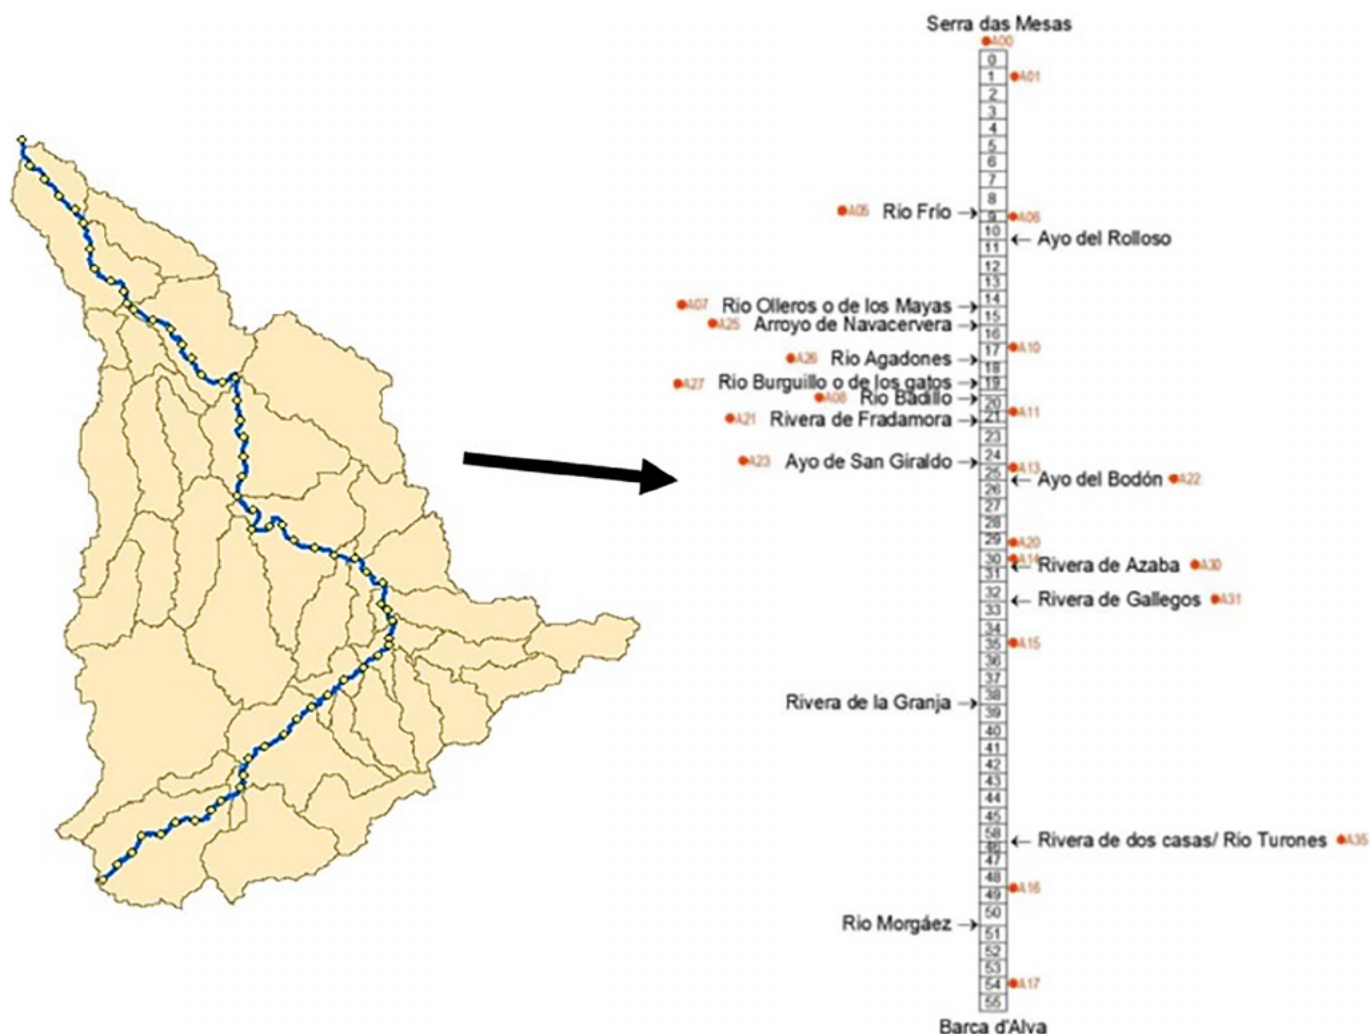 Serra das Mesas
A00
0
1 A01
2
3
4
5
6
7
8
A05 Rio Frío 9 A06
10
Ayo del Rolloso
11
12
13
14
A07 Rio Olleros o de los Mayas
15
A25 Arroyo de Navacervera
16
17 A10
A26 Rio Agadones
18
A27 Rio Burguillo o de los gatos 19
A08 Rio Badillo 20
A11
A21 Rivera de Fradamora 21
23
24
A23 Ayo de San Giraldo
A13
25
Ayo del Bodón A22
26
27
28
29 A20
30 A14
Rivera de Azaba A30
31
32
Rivera de Gallegos A31
33
34
35 A15
36
37
38
Rivera de la Granja
39
40
41
42
43
44
45
58
Rivera de dos casas/ Rio Turones A35
46
47
48
A16
49
50
Rio Morgáez
51
52
53
54 A17
55
Barca d'Alva